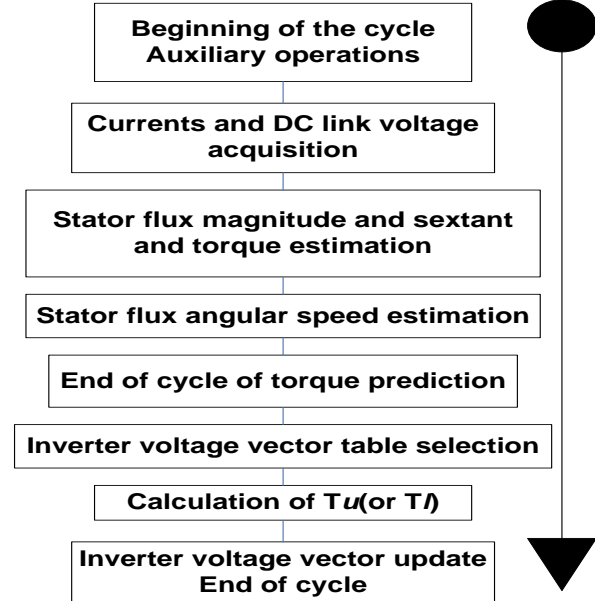 Beginning of the cycle
Auxiliary operations
Currents and DC link voltage
acquisition
Stator flux magnitude and sextant
and torque estimation
Stator flux angular speed estimation
End of cycle of torque prediction
Inverter voltage vector table selection
Calculation of Tu(or Tl)
Inverter voltage vector update
End of cycle